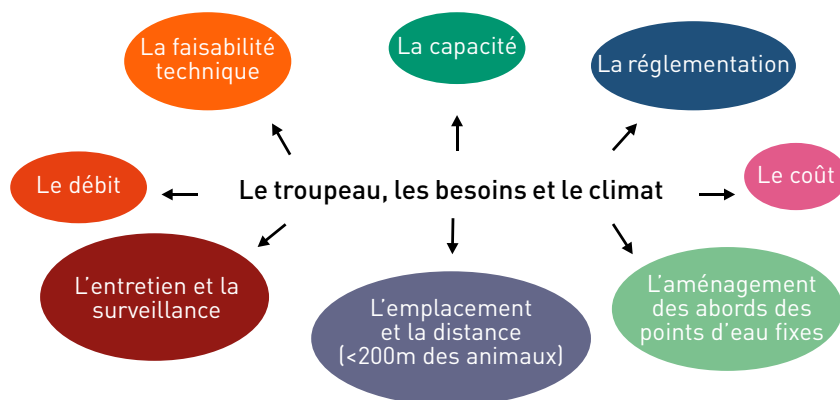 La faisabilité
technique
La capacité
La réglementation
Le débit
Le troupeau, les besoins et le climat
Le coût
L'entretien et la
surveillance
L'emplacement
et la distance
(<200m des animaux)
L'aménagement
des abords des
points d'eau fixes